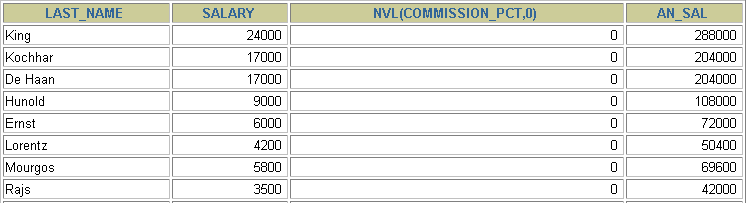 LAST_NAME SALARY NVL(COMMISSION_PCT,0) AN_SAL
King 24000 0 288000
Kochhar 17000 0 204000
De Haan 17000 0 204000
Hunold 9000 0 108000
Ernst 6000 0 72000
Lorentz 4200 0 50400
Mourgos 5800 0 69600
Rajs 3500 0 42000